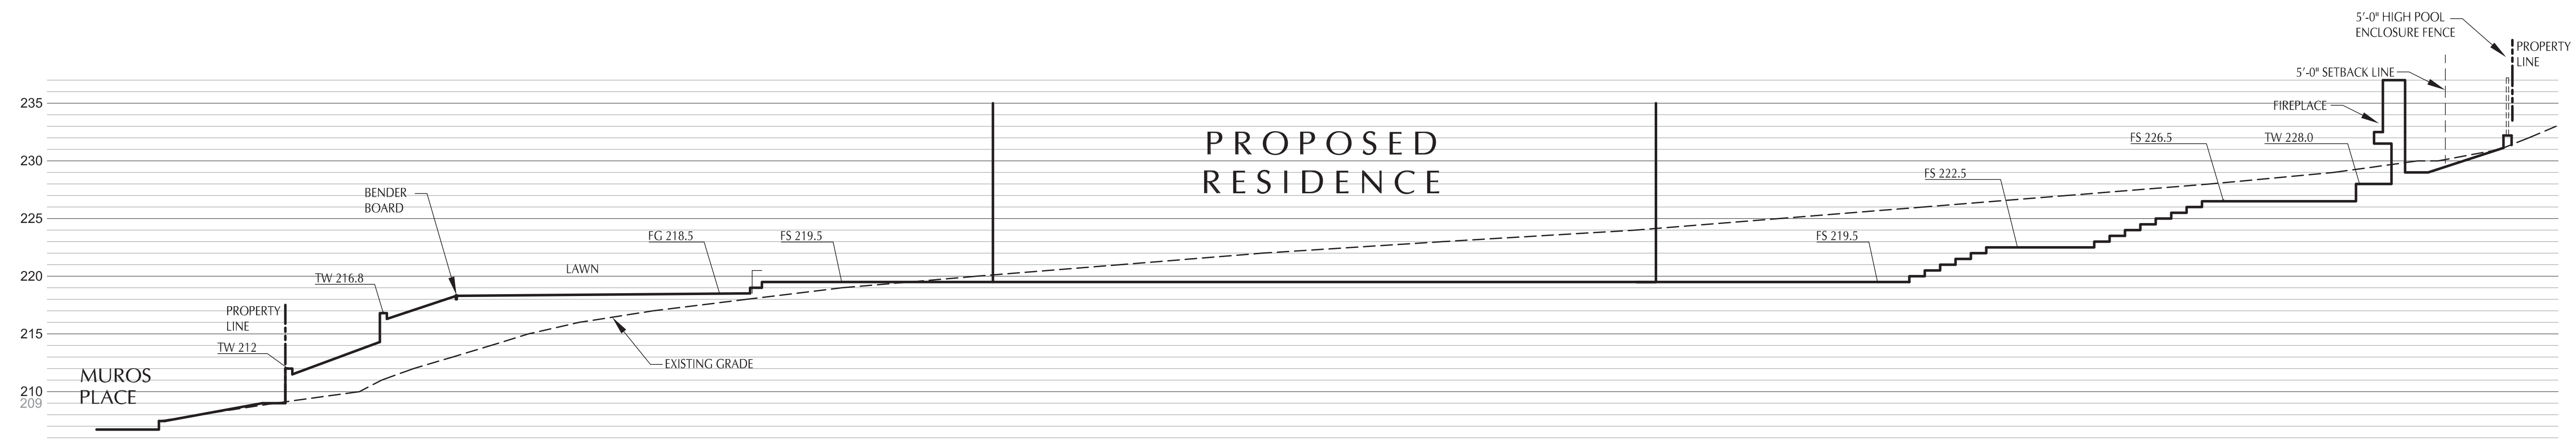 5'-0" HIGH POOL
ENCLOSURE FENCE
PROPERTY
LINE
5'-0" SETBACK LINE
FIREPLACE
235
PROPOSED
RESIDENCE
FS 226.5
TW 228.0
230
FS 222.5
BENDER
BOARD
225
FG 218.5
FS 219.5
FS 219.5
LAWN
220
TW 216.8
PROPERTY
LINE
215
TW 212
EXISTING GRADE
MUROS
PLACE
210
209